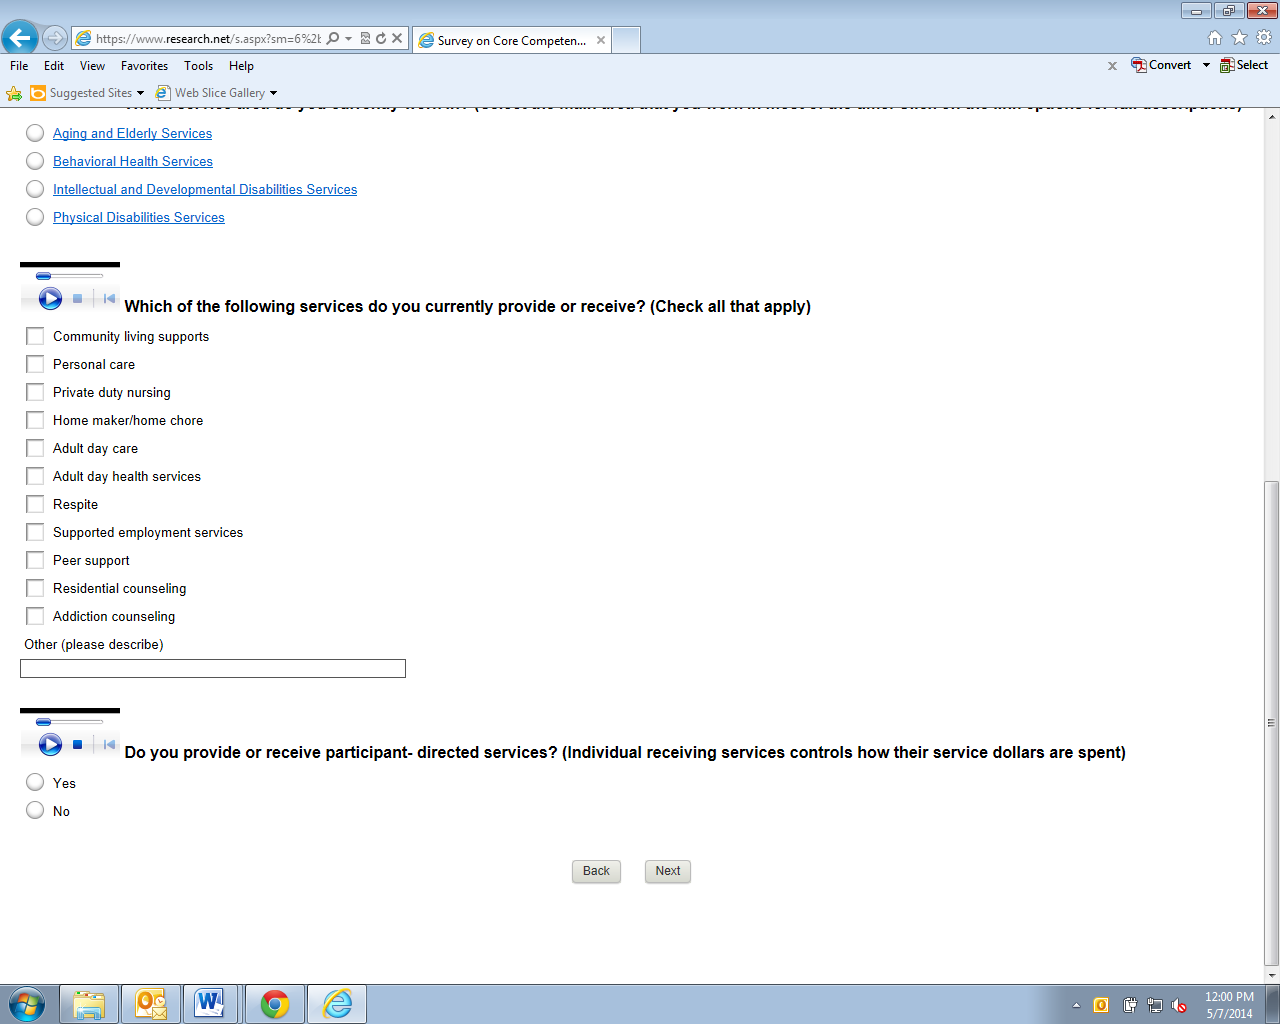 https://www.research.net/s.aspx?sm=6%2b
Survey on Core Competen...
File Edit View Favorites Tools Help
Convert Select
Suggested Sites Web Slice Gallery
Aging and Elderly Services
Behavioral Health Services
Intellectual and Developmental Disabilities Services
Physical Disabilities Services
Which of the following services do you currently provide or receive? (Check all that apply)
Community living supports
Personal care
Private duty nursing
Home maker/home chore
Adult day care
Adult day health services
Respite
Supported employment services
Peer support
Residential counseling
Addiction counseling
Other (please describe)
Do you provide or receive participant- directed services? (Individual receiving services controls how their service dollars are spent)
Yes
No
Back Next
12:00 PM
5/7/2014